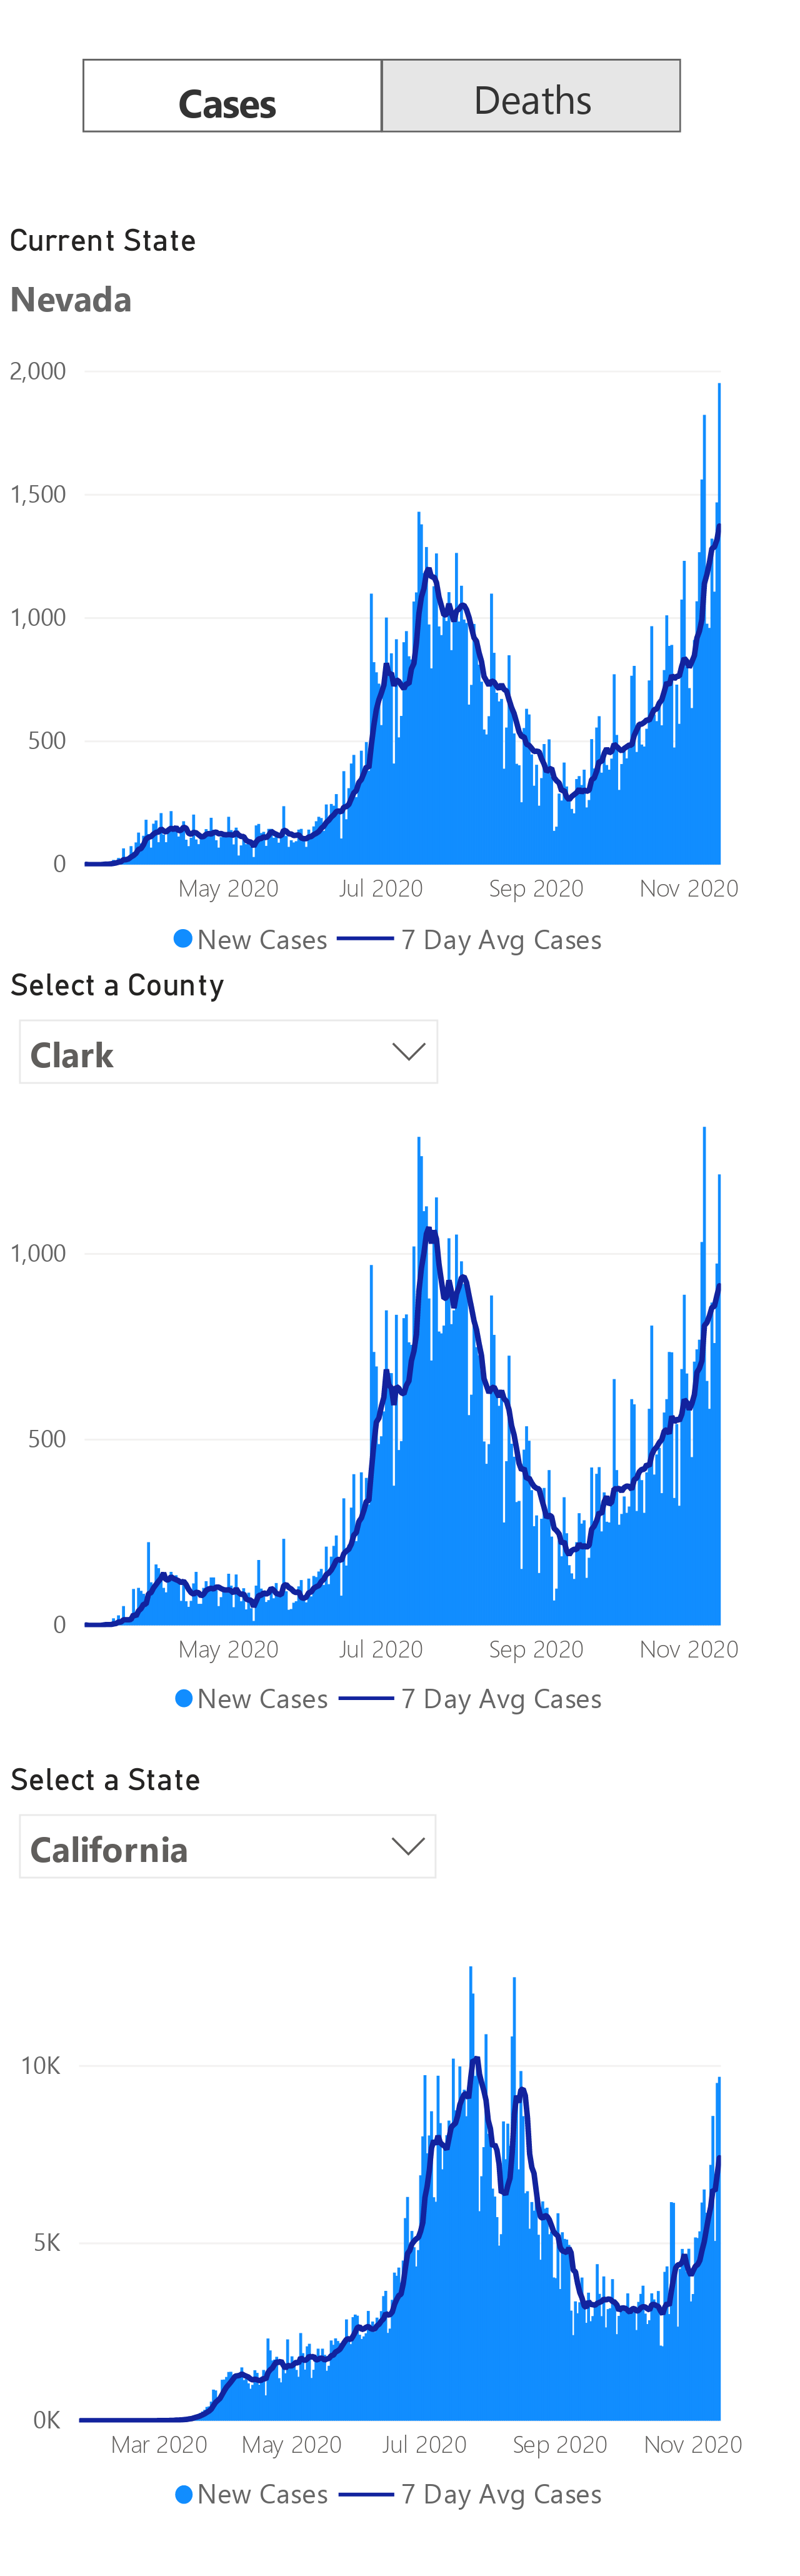 Cases Deaths
Current State
Nevada
2,000
1,500
1,000
500
0
May 2020 Jul 2020 Sep 2020 Nov 2020
New Cases 7 Day Avg Cases
Select a County
Clark
1,000
500
0
May 2020 Jul 2020 Sep 2020 Nov 2020
New Cases 7 Day Avg Cases
Select a State
California
10K
5K
0K
Mar 2020 May 2020 Jul 2020 Sep 2020 Nov 2020
New Cases 7 Day Avg Cases